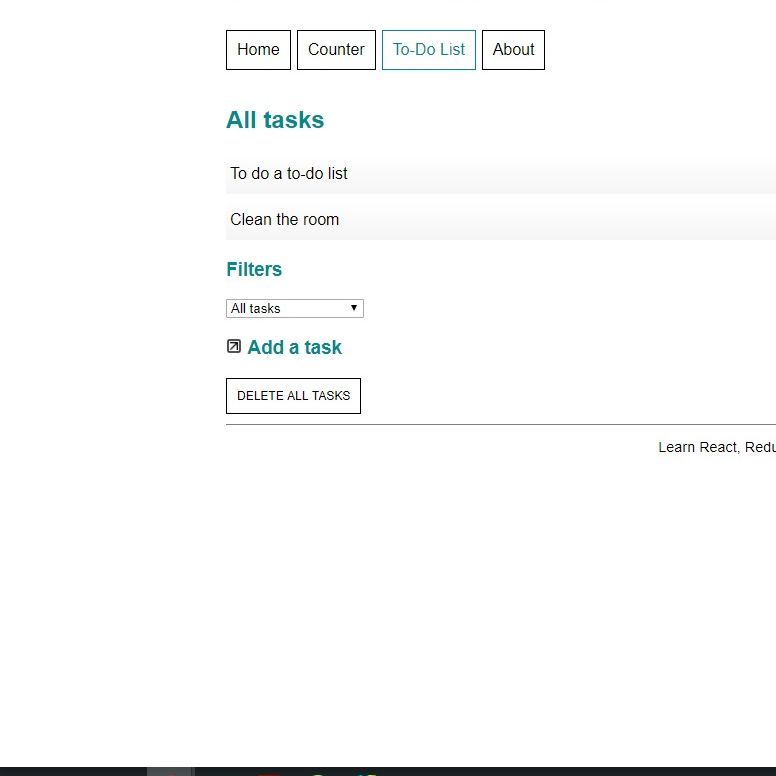 Home Counter To-Do List About
All tasks
To do a to-do list
Clean the room
Filters
All tasks
Add a task
DELETE ALL TASKS
Learn React,